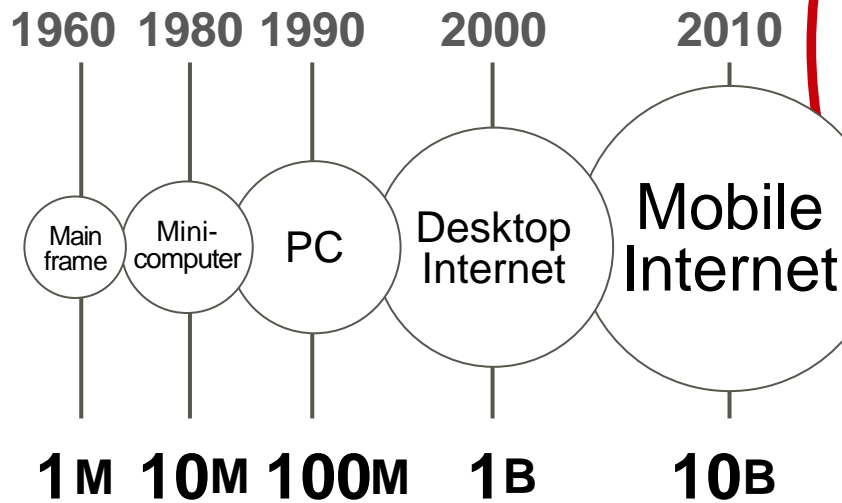 1960 1980 1990 2000 2010
Main
frame
Mini-
computer
PC
Desktop
Internet
Mobile
Internet
1M 10M 100M 1B 10B